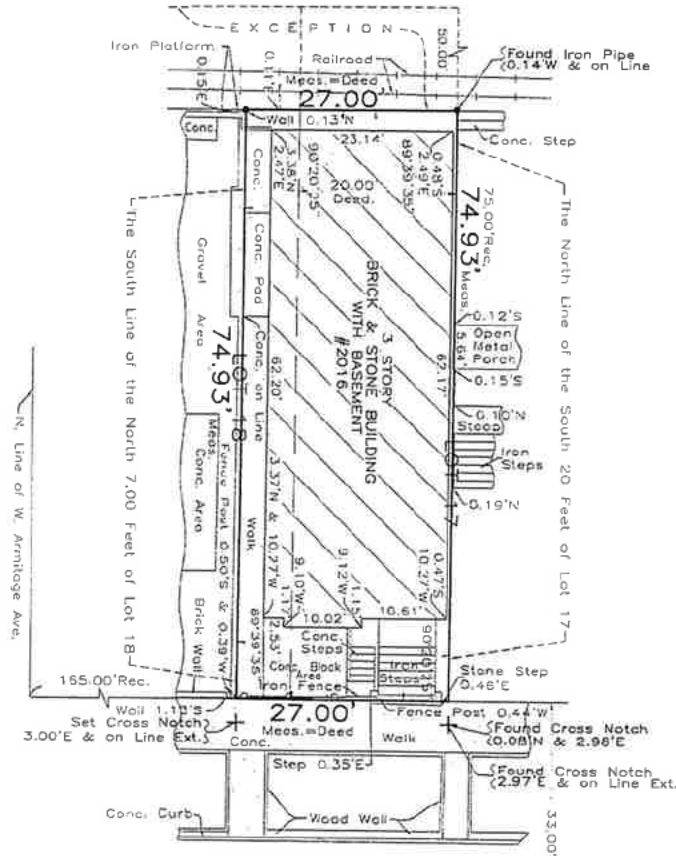 EXCEPTION
Iron Platform
Railroad
50.00'
Found Iron Pipe
0.14'W & on Line
0.15'E
0.11'E
Meas.=Deed
27.00'
Wall 0.13'N
Conc.
Conc. Step
23.14'
Conc.
3.38'N
2.47'E
90°20'25"
20.00'
Deed.
0.48'S
2.49'E
89°39'35"
75.00'Rec.
74.93'
Meas.
The South Line of the North 7.00 Feet of Lot 18
The North Line of the South 20 Feet of Lot 17
Gravel Area
Conc. Pad
3 STORY
BRICK & STONE BUILDING
WITH BASEMENT
#2016
0.12'S
Open
Metal
Porch
5.64'
0.15'S
62.17'
62.20'
Conc. on Line
LOT 18
74.93'
Meas.
0.10'N
Stoop
Iron
Steps
0.19'N
N. Line of W. Armitage Ave.
Conc. Area
Fence Post 0.50'S & 0.39'W
Walk
3.37'N & 10.27'W
9.10'W
9.12'W
1.15'
0.47'S
10.27'W
10.02'
10.61'
2.53'
89°39'35"
90°20'25"
Brick Wall
Conc.
Steps
Conc. Block
Area
Iron
Steps
Iron Fence
Stone Step
0.46'E
165.00'Rec.
Wall 1.13'S
Set Cross Notch
3.00'E & on Line Ext.
27.00'
Meas.=Deed
Fence Post 0.44'W
Conc.
Walk
Found Cross Notch
0.08'N & 2.98'E
Step 0.35'E
Found Cross Notch
2.97'E & on Line Ext.
Conc. Curb
Wood Wall
33.00'